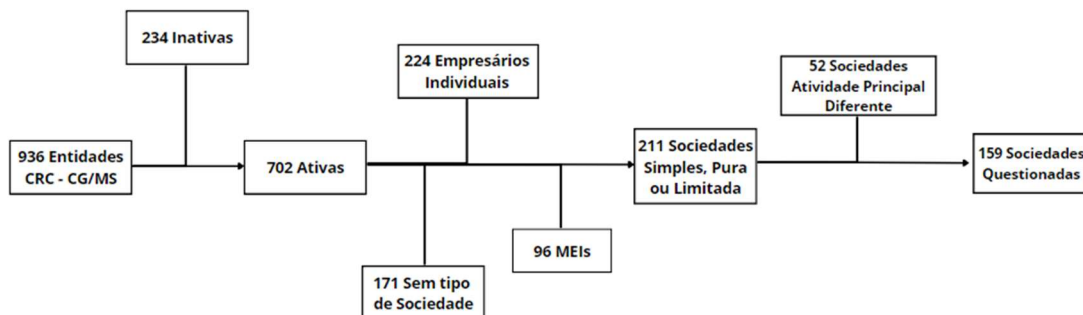 234 Inativas
224 Empresários
Individuais
52 Sociedades
Atividade Principal
Diferente
936 Entidades
CRC - CG/MS
702 Ativas
211 Sociedades
Simples, Pura
ou Limitada
159 Sociedades
Questionadas
96 MEIs
171 Sem tipo
de Sociedade